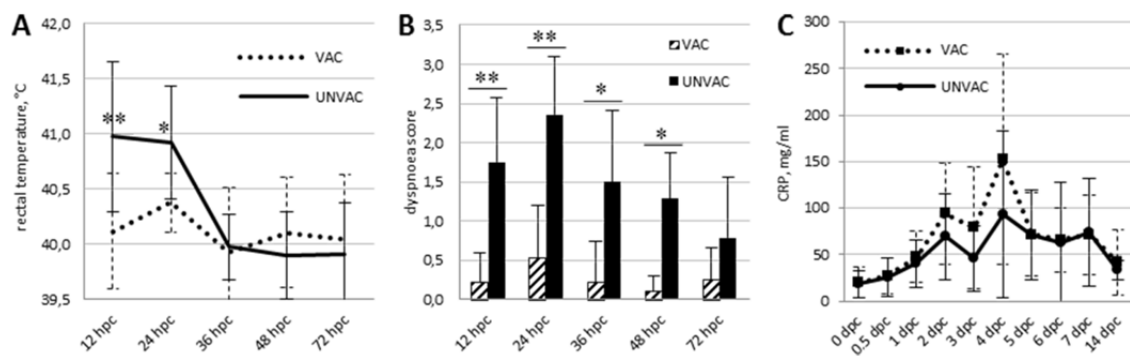 A
rectal temperature, °C
42,0
41,5
41,0
40,5
40,0
39,5
VAC
UNVAC
**
*
12 hpc
24 hpc
36 hpc
48 hpc
72 hpc
B
dyspnoea score
3,5
3,0
2,5
2,0
1,5
1,0
0,5
0,0
VAC
UNVAC
**
**
*
*
12 hpc
24 hpc
36 hpc
48 hpc
72 hpc
C
CRP, mg/ml
300
250
200
150
100
50
0
VAC
UNVAC
0 dpc
0.5 dpc
1 dpc
2 dpc
3 dpc
4 dpc
5 dpc
6 dpc
7 dpc
14 dpc